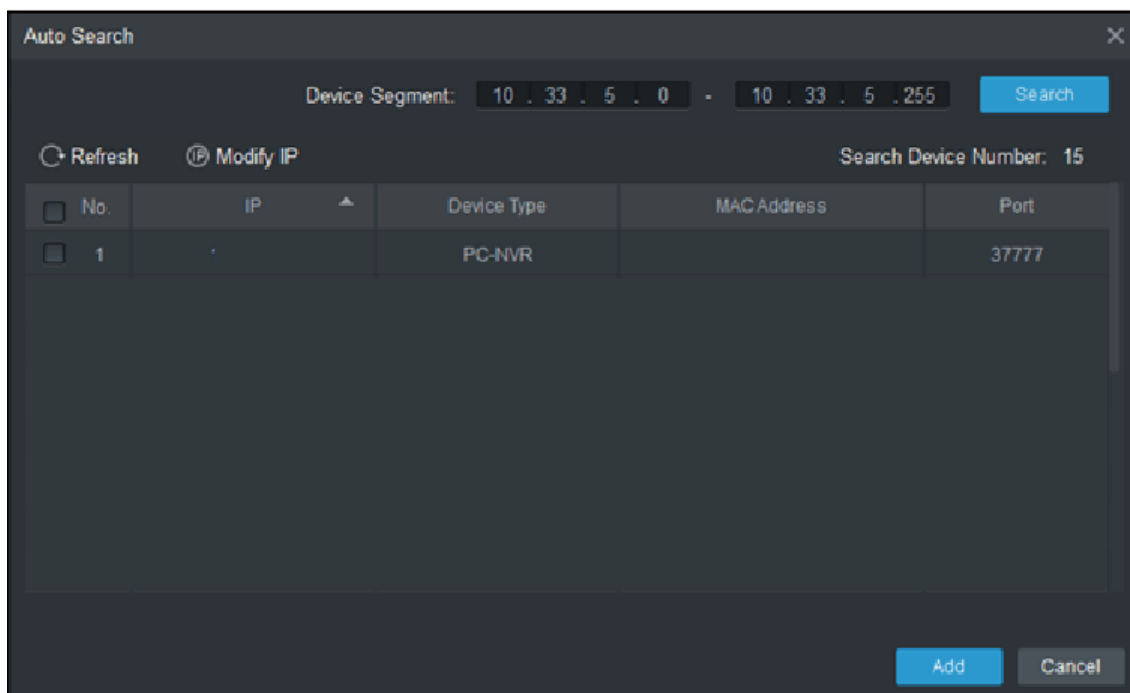 Auto Search
Device Segment: 10 . 33 . 5 . 0 - 10 . 33 . 5 . 255 Search
Refresh Modify IP Search Device Number: 15
No. IP Device Type MAC Address Port
1 PC-NVR 37777
Add Cancel